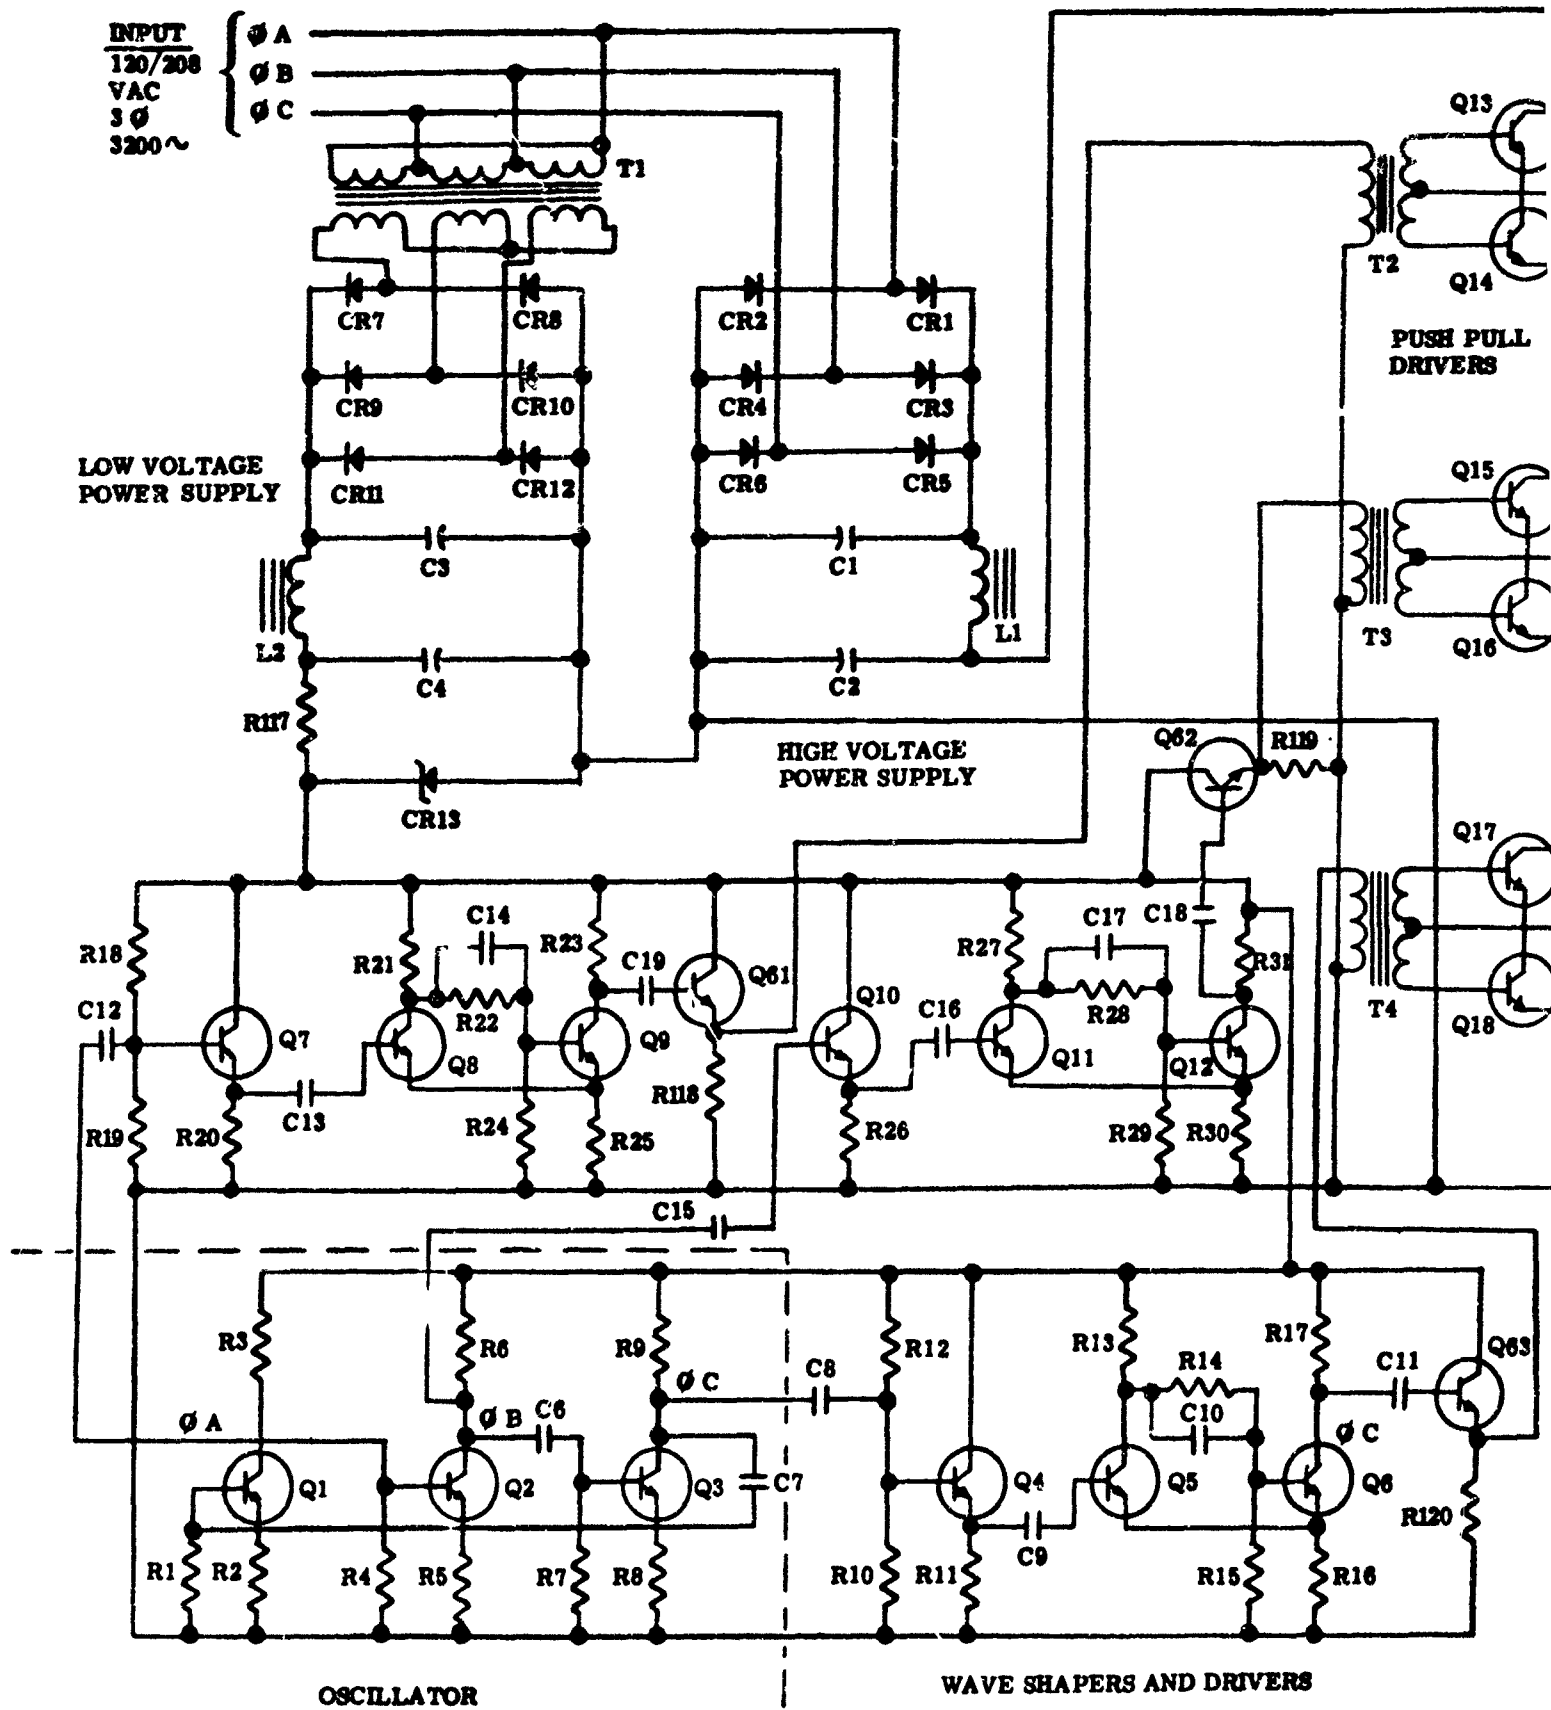 INPUT
120/208
VAC
3 Ø
3200 ~
Ø A
Ø B
Ø C
T1
CR7
CR8
CR9
CR10
CR11
CR12
LOW VOLTAGE
POWER SUPPLY
CR2
CR1
CR4
CR3
CR6
CR5
C3
C1
L2
L1
C4
C2
R117
CR13
HIGH VOLTAGE
POWER SUPPLY
Q13
T2
Q14
PUSH PULL
DRIVERS
Q15
T3
Q16
Q62
R119
Q17
T4
Q18
R18
C12
R19
Q7
R20
C13
R21
C14
R22
Q8
R23
C19
Q9
R24
R25
Q61
R118
Q10
R26
C16
R27
C17
R28
Q11
C18
R31
Q12
R29
R30
C15
R3
R6
R9
Ø A
Ø B
C6
Ø C
C8
R12
R13
R14
C10
R17
C11
Q63
Ø C
Q1
Q2
Q3
C7
Q4
C9
Q5
Q6
R120
R1
R2
R4
R5
R7
R8
R10
R11
R15
R16
OSCILLATOR
WAVE SHAPERS AND DRIVERS